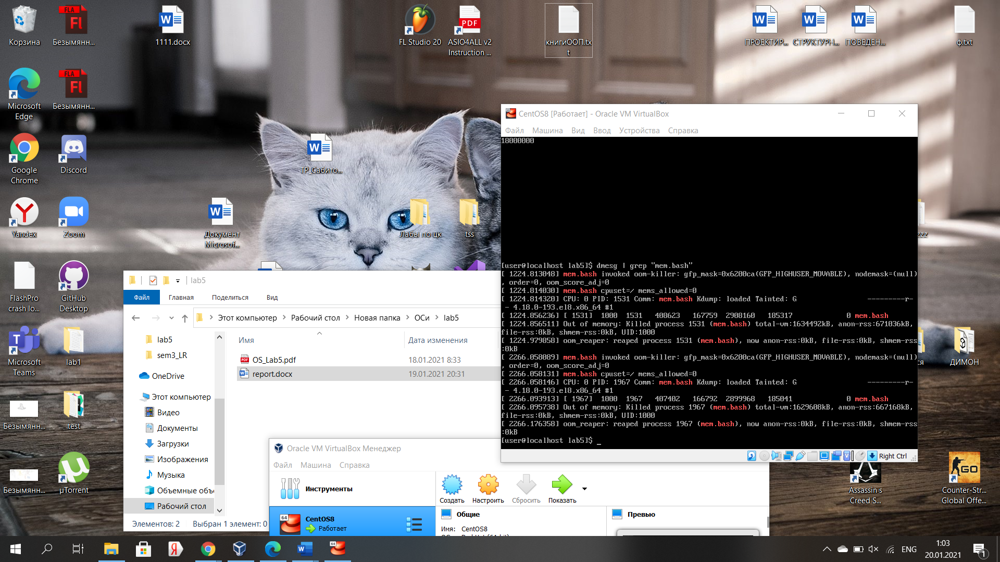 Корзина
Безымянн...
1111.docx
FL Studio 20
ASIO4ALL v2
Instruction ...
книгиООП.tx
t
ПРОЕКТИР...
СТРУКТУРН...
ПОВЕДЕН...
ф.txt
Microsoft
Edge
Безымянн...
Google
Chrome
Discord
ТР_Сабито...
Yandex
Zoom
Документ
Microsof...
Лабы по цк
tss
zzz
FlashPro
crash lo...
GitHub
Desktop
Microsoft
Teams
lab1
ся
ДИМОН
Безымянн...
test
Безымянн...
µTorrent
Assassin s
Creed S...
Counter-Str...
Global Offe...
CentOS8 [Работает] - Oracle VM VirtualBox
Файл Машина Вид Ввод Устройства Справка
18000000
[user@localhost lab5]$ dmesg | grep "mem.bash"
[ 1224.813048] mem.bash invoked oom-killer: gfp_mask=0x6200ca(GFP_HIGHUSER_MOVABLE), nodemask=(null)
, order=0, oom_score_adj=0
[ 1224.814030] mem.bash cpuset=/ mems_allowed=0
[ 1224.814320] CPU: 0 PID: 1531 Comm: mem.bash Kdump: loaded Tainted: G ---------r-
- 4.18.0-193.el8.x86_64 #1
[ 1224.856236] [ 1531] 1000 1531 408623 167759 2908160 185317 0 mem.bash
[ 1224.856511] Out of memory: Killed process 1531 (mem.bash) total-vm:1634492kB, anon-rss:671036kB,
file-rss:0kB, shmem-rss:0kB, UID:1000
[ 1224.979858] oom_reaper: reaped process 1531 (mem.bash), now anon-rss:0kB, file-rss:0kB, shmem-rss
:0kB
[ 2266.058089] mem.bash invoked oom-killer: gfp_mask=0x6200ca(GFP_HIGHUSER_MOVABLE), nodemask=(null)
, order=0, oom_score_adj=0
[ 2266.058131] mem.bash cpuset=/ mems_allowed=0
[ 2266.058146] CPU: 0 PID: 1967 Comm: mem.bash Kdump: loaded Tainted: G ---------r-
- 4.18.0-193.el8.x86_64 #1
[ 2266.093913] [ 1967] 1000 1967 407402 166792 2899968 185041 0 mem.bash
[ 2266.095738] Out of memory: Killed process 1967 (mem.bash) total-vm:1629608kB, anon-rss:667168kB,
file-rss:0kB, shmem-rss:0kB, UID:1000
[ 2266.176358] oom_reaper: reaped process 1967 (mem.bash), now anon-rss:0kB, file-rss:0kB, shmem-rss
:0kB
[user@localhost lab5]$ _
Right Ctrl
lab5
Файл Главная Поделиться Вид
Этот компьютер Рабочий стол Новая папка ОСи lab5
lab5
sem3_LR
OneDrive
Этот компьютер
Видео
Документы
Загрузки
Изображения
Музыка
Объемные объ
Рабочий стол
Имя Дата изменения
OS_Lab5.pdf 18.01.2021 8:33
report.docx 19.01.2021 20:31
Элементов: 2 Выбран 1 элемент: 0
Oracle VM VirtualBox Менеджер
Файл Машина Справка
Инструменты
Создать Настроить Сбросить Показать
64
CentOS8
Работает
Общие
Имя: CentOS8
Превью
ENG
1:03
20.01.2021
1